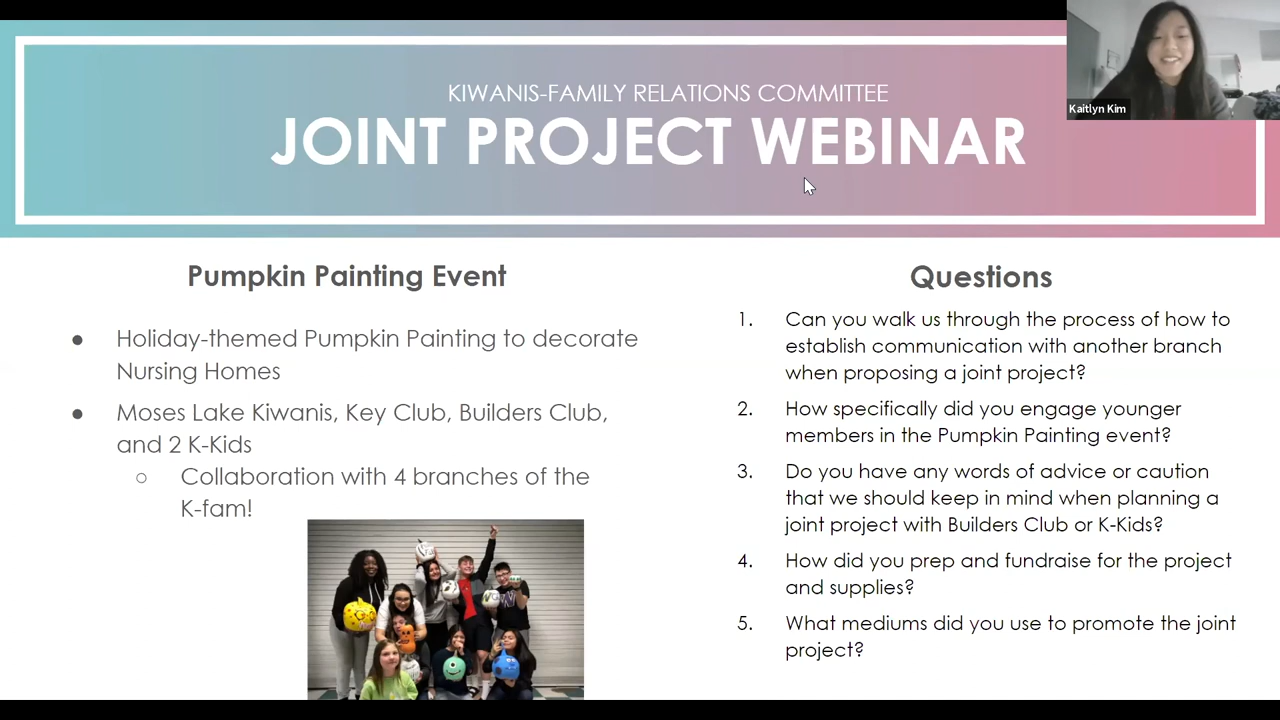 KIWANIS-FAMILY RELATIONS COMMITTEE
JOINT PROJECT WEBINAR
Kaitlyn Kim
Pumpkin Painting Event
● Holiday-themed Pumpkin Painting to decorate
Nursing Homes
● Moses Lake Kiwanis, Key Club, Builders Club,
and 2 K-Kids
○ Collaboration with 4 branches of the
K-fam!
Questions
1. Can you walk us through the process of how to
establish communication with another branch
when proposing a joint project?
2. How specifically did you engage younger
members in the Pumpkin Painting event?
3. Do you have any words of advice or caution
that we should keep in mind when planning a
joint project with Builders Club or K-Kids?
4. How did you prep and fundraise for the project
and supplies?
5. What mediums did you use to promote the joint
project?